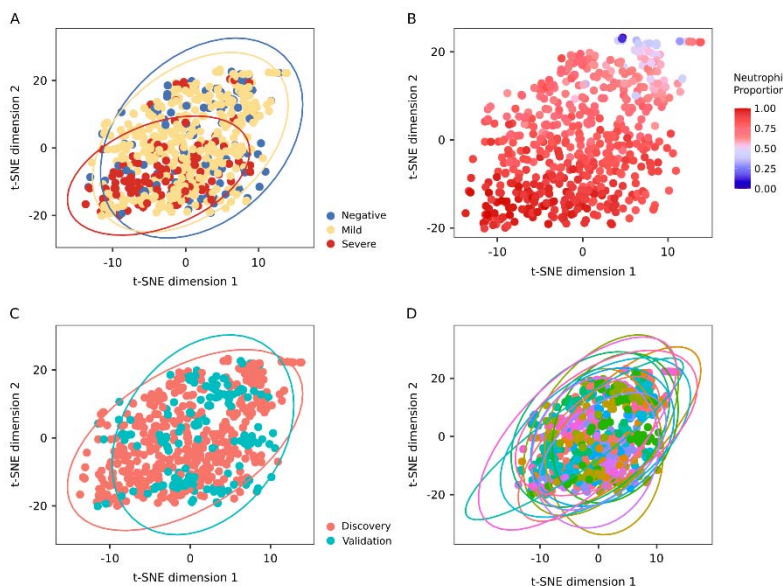 A
t-SNE dimension 2
20
0
-20
-10
0
10
t-SNE dimension 1
Negative
Mild
Severe
B
t-SNE dimension 2
20
0
-20
-10
0
10
t-SNE dimension 1
Neutrophi
Proportion
1.00
0.75
0.50
0.25
0.00
C
t-SNE dimension 2
20
0
-20
-10
0
10
t-SNE dimension 1
Discovery
Validation
D
t-SNE dimension 2
20
0
-20
-10
0
10
t-SNE dimension 1